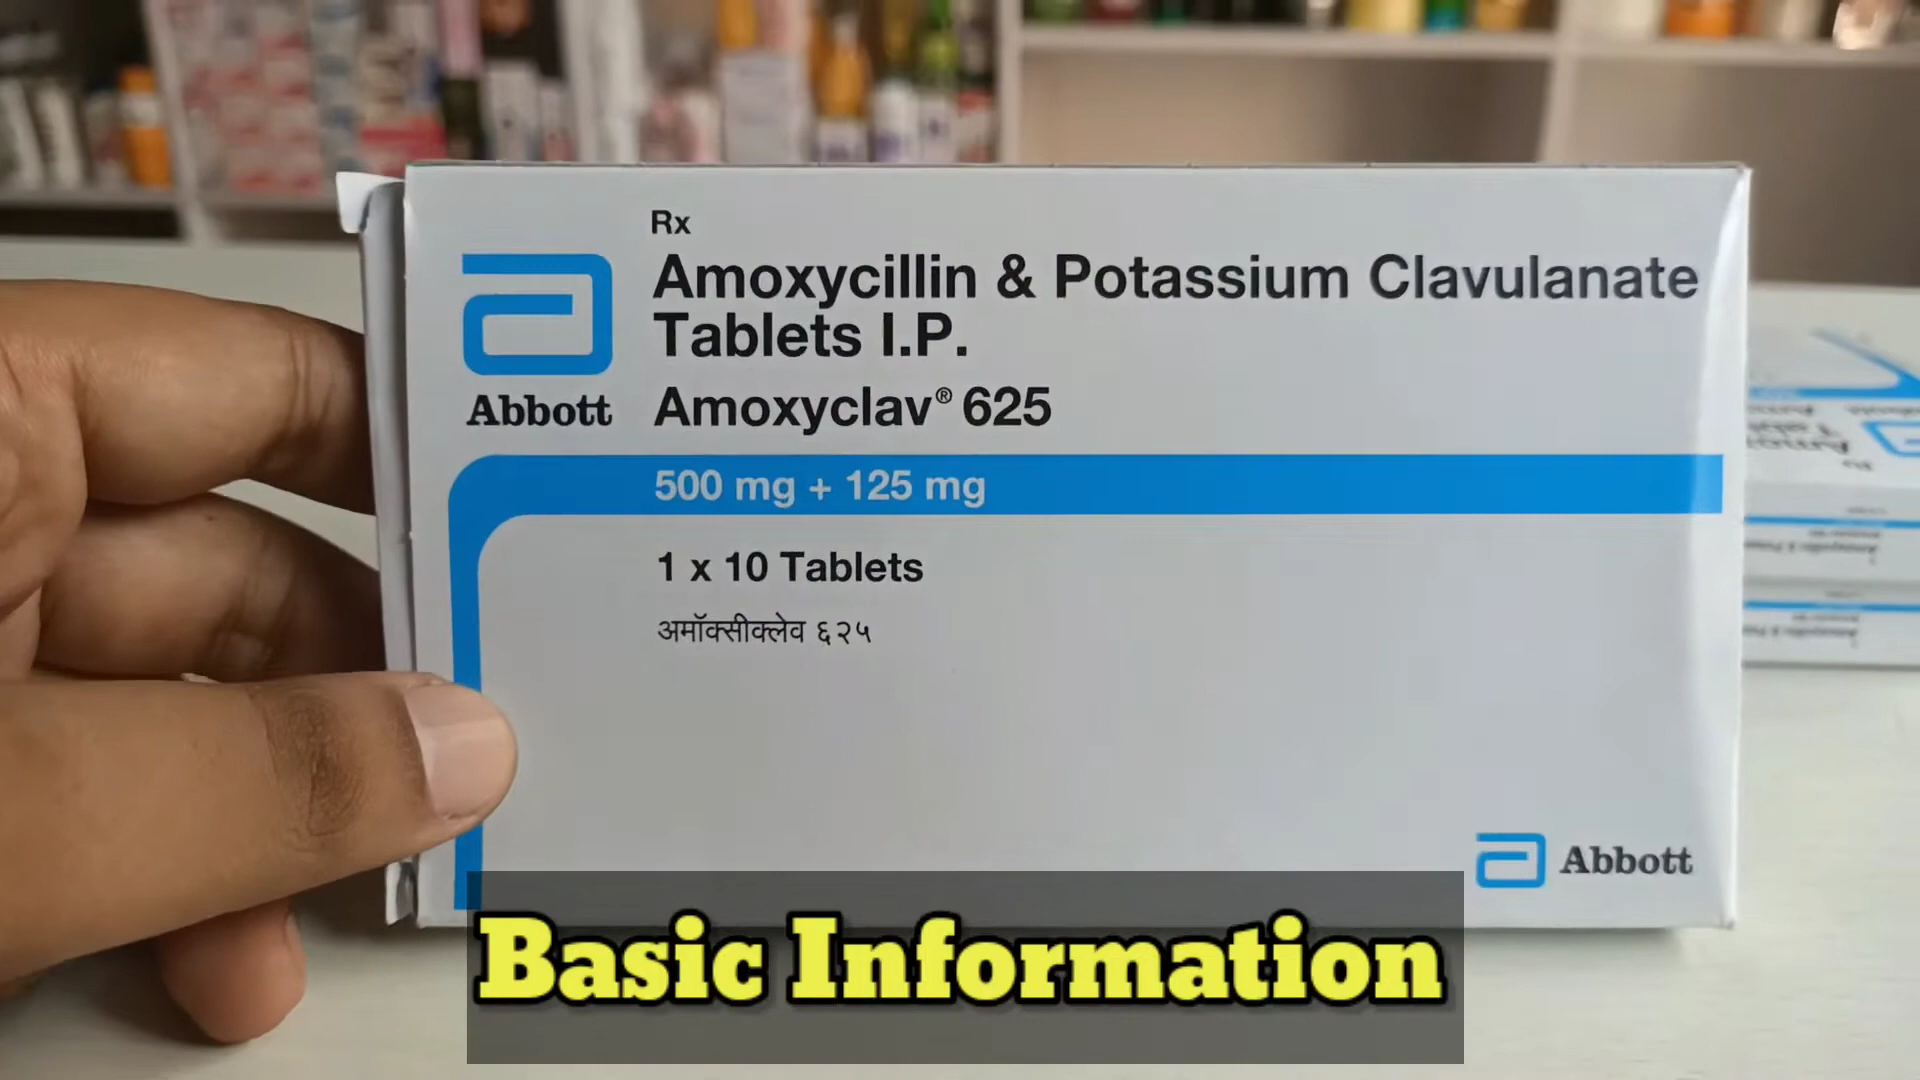 Rx
Amoxycillin & Potassium Clavulanate
Tablets I.P.
Abbott
Amoxyclav® 625
500 mg + 125 mg
1 x 10 Tablets
अमॉक्सीक्लेव ६२५
Abbott
Basic Information